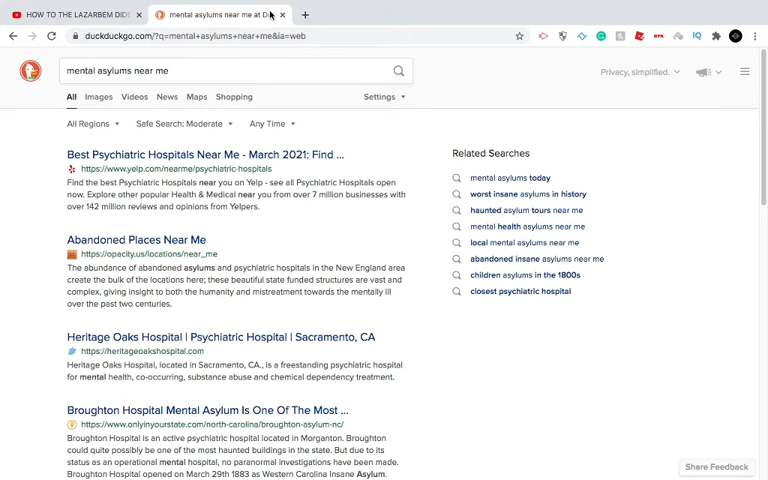 HOW TO THE LAZARBEM DIDE
mental asylums near me at D
duckduckgo.com/?q=mental+asylums+near+me&ia=web
mental asylums near me
Privacy, simplified.
All Images Videos News Maps Shopping Settings
All Regions Safe Search: Moderate Any Time
Best Psychiatric Hospitals Near Me - March 2021: Find ...
https://www.yelp.com/nearme/psychiatric-hospitals
Find the best Psychiatric Hospitals near you on Yelp - see all Psychiatric Hospitals open
now. Explore other popular Health & Medical near you from over 7 million businesses with
over 142 million reviews and opinions from Yelpers.
Abandoned Places Near Me
https://opacity.us/locations/near_me
The abundance of abandoned asylums and psychiatric hospitals in the New England area
create the bulk of the locations here; these beautiful state funded structures are vast and
complex, giving insight to both the humanity and mistreatment towards the mentally ill
over the past two centuries.
Heritage Oaks Hospital | Psychiatric Hospital | Sacramento, CA
https://heritageoakshospital.com
Heritage Oaks Hospital, located in Sacramento, CA., is a freestanding psychiatric hospital
for mental health, co-occurring, substance abuse and chemical dependency treatment.
Broughton Hospital Mental Asylum Is One Of The Most ...
https://www.onlyinyourstate.com/north-carolina/broughton-asylum-nc/
Broughton Hospital is an active psychiatric hospital located in Morganton. Broughton
could quite possibly be one of the most haunted buildings in the state. But due to its
status as an operational mental hospital, no paranormal investigations have been made.
Broughton Hospital opened on March 29th 1883 as Western Carolina Insane Asylum.
Related Searches
mental asylums today
worst insane asylums in history
haunted asylum tours near me
mental health asylums near me
local mental asylums near me
abandoned insane asylums near me
children asylums in the 1800s
closest psychiatric hospital
Share Feedback